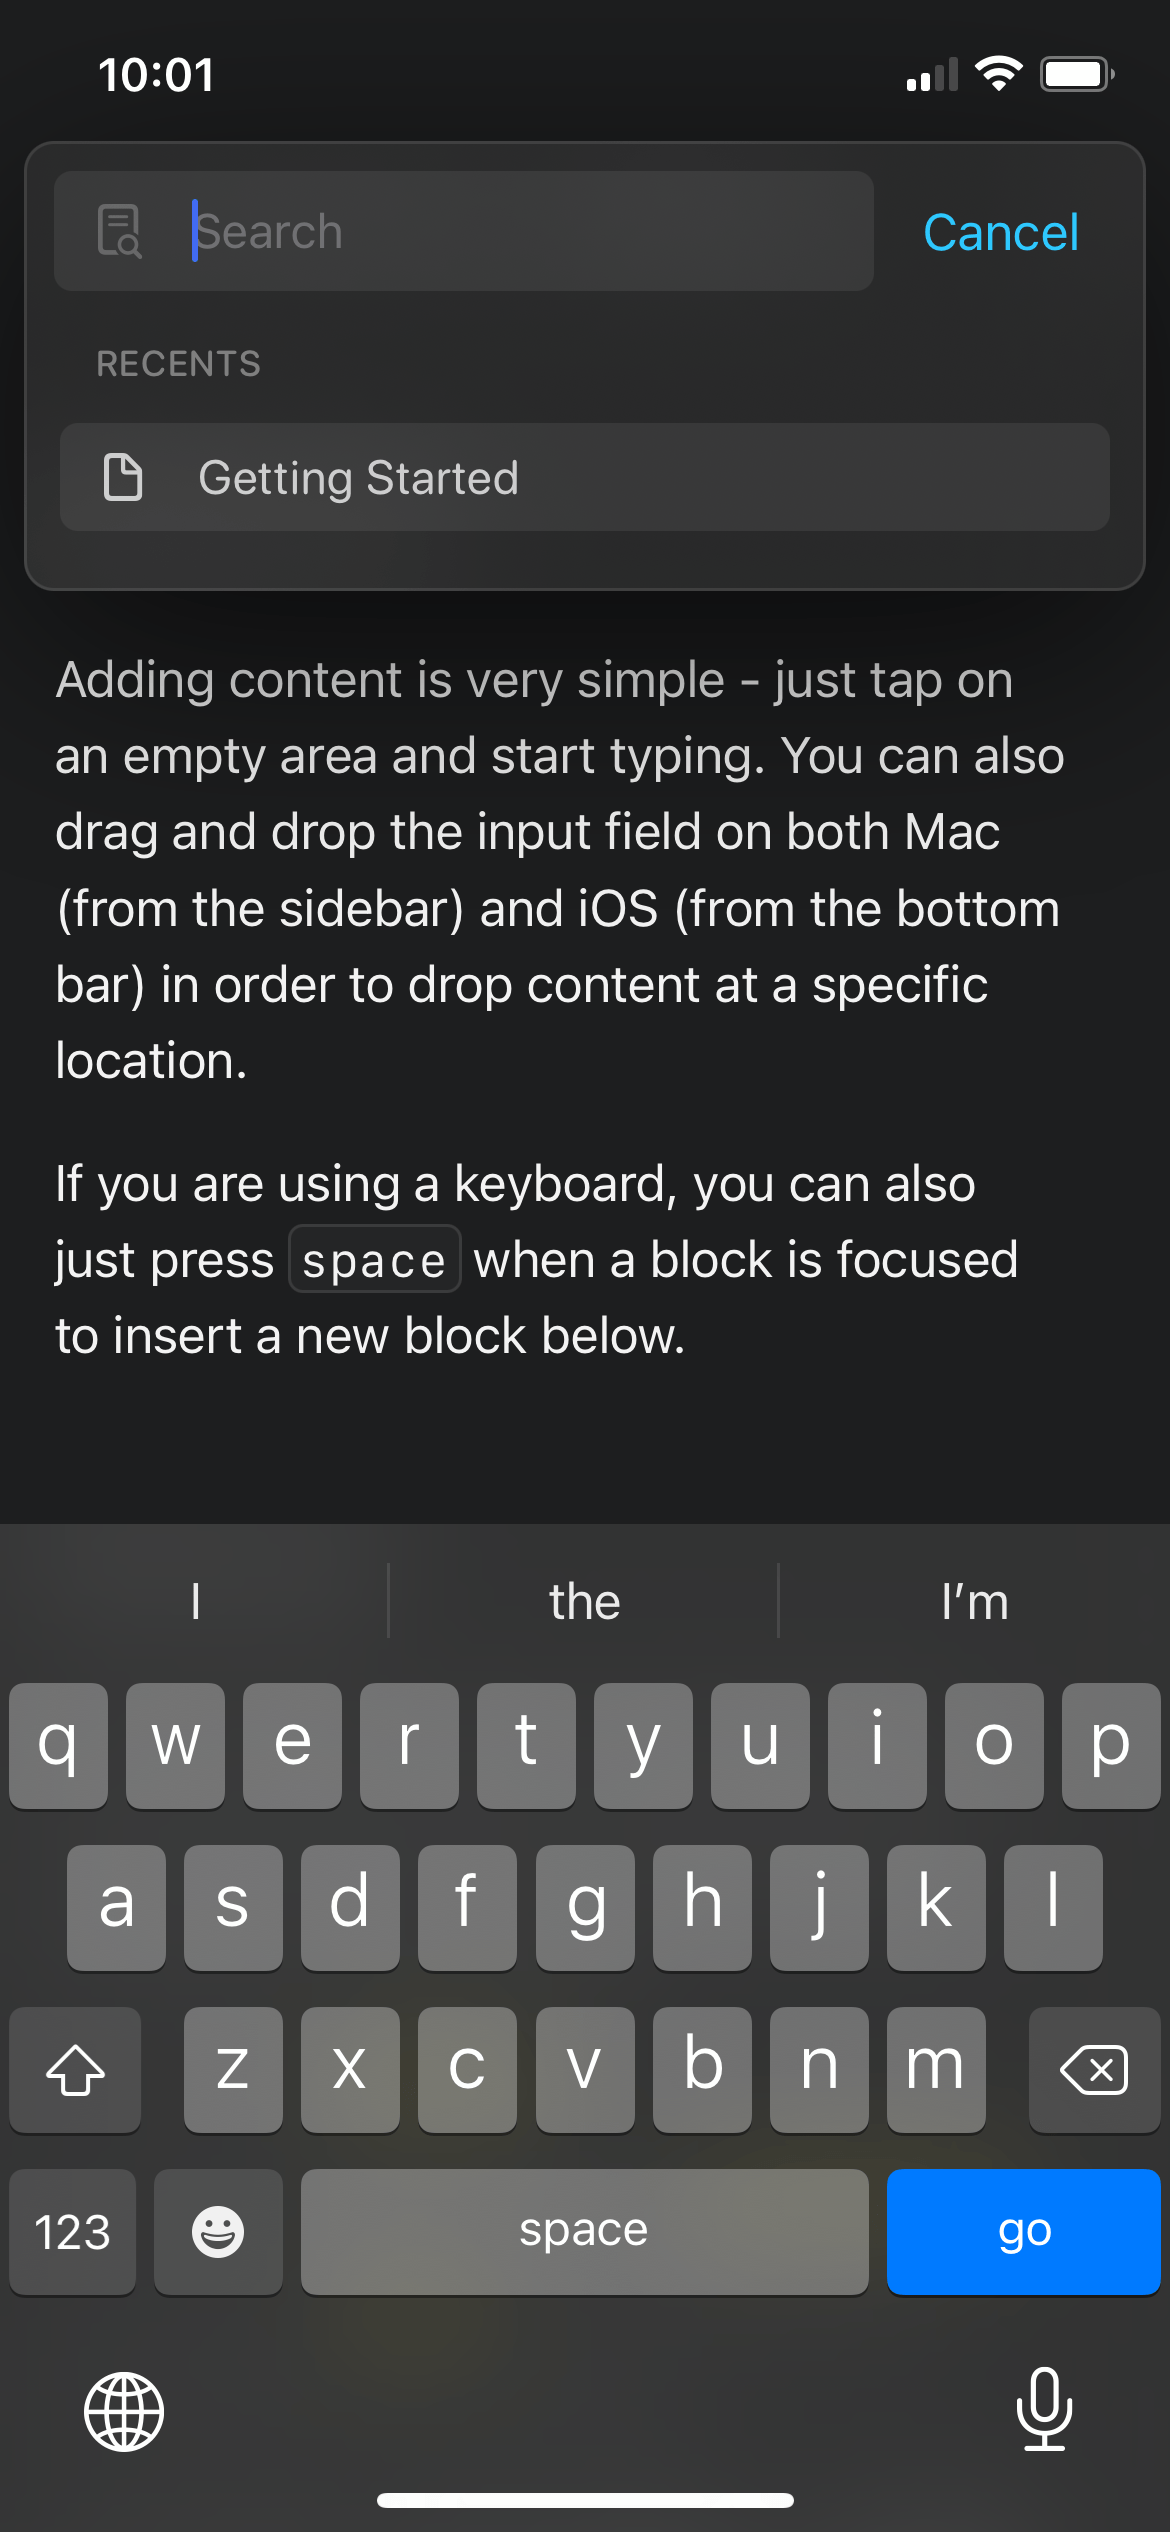 10:01
Search
Cancel
RECENTS
Getting Started
Adding content is very simple - just tap on
an empty area and start typing. You can also
drag and drop the input field on both Mac
(from the sidebar) and iOS (from the bottom
bar) in order to drop content at a specific
location.
If you are using a keyboard, you can also
just press space when a block is focused
to insert a new block below.
I the I’m
q w e r t y u i o p
a s d f g h j k l
z x c v b n m
123 space go